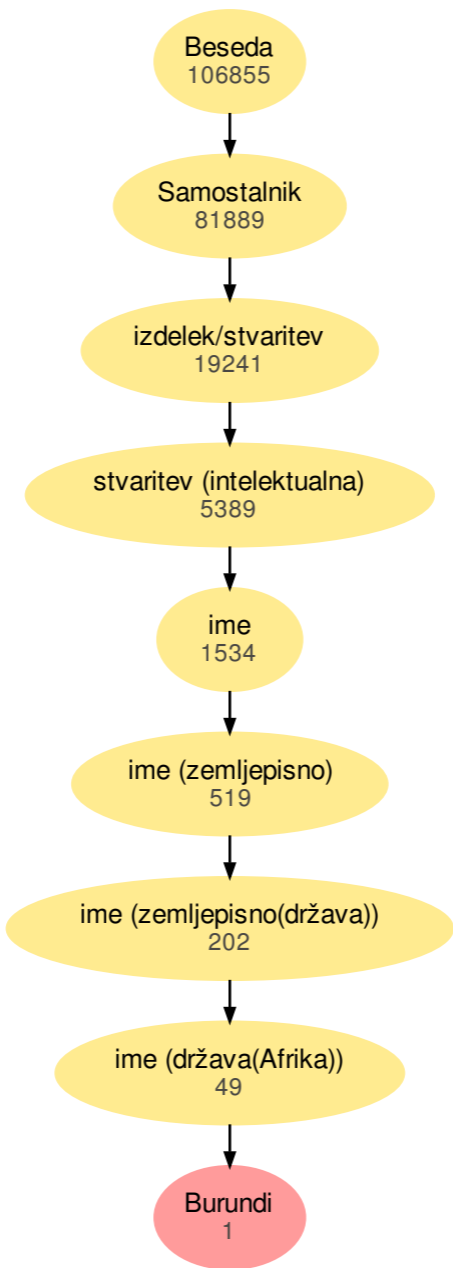 Beseda
106855
Samostalnik
81889
izdelek/stvaritev
19241
stvaritev (intelektualna)
5389
ime
1534
ime (zemljepisno)
519
ime (zemljepisno(država))
202
ime (država(Afrika))
49
Burundi
1